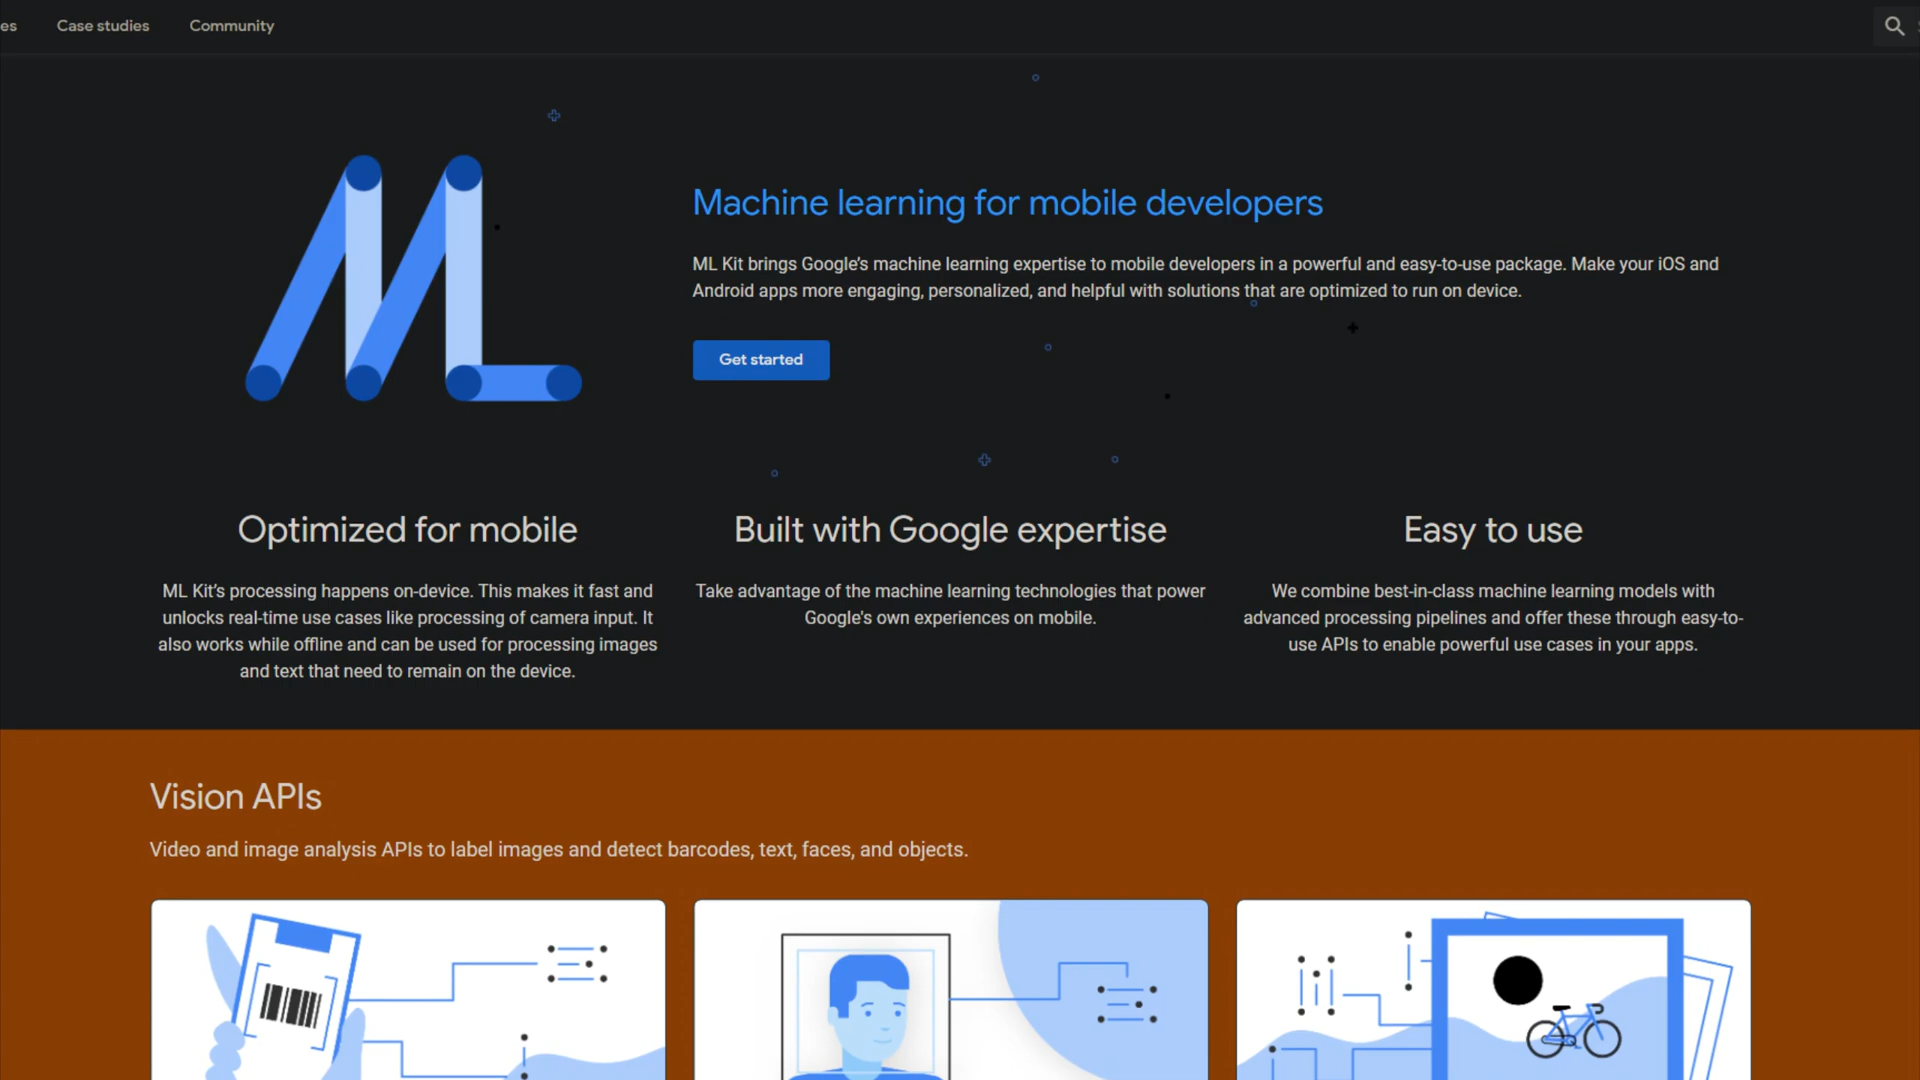 es Case studies Community
Machine learning for mobile developers
ML Kit brings Google's machine learning expertise to mobile developers in a powerful and easy-to-use package. Make your iOS and
Android apps more engaging, personalized, and helpful with solutions that are optimized to run on device.
Get started
Optimized for mobile
ML Kit's processing happens on-device. This makes it fast and
unlocks real-time use cases like processing of camera input. It
also works while offline and can be used for processing images
and text that need to remain on the device.
Built with Google expertise
Take advantage of the machine learning technologies that power
Google's own experiences on mobile.
Easy to use
We combine best-in-class machine learning models with
advanced processing pipelines and offer these through easy-to-
use APIs to enable powerful use cases in your apps.
Vision APIs
Video and image analysis APIs to label images and detect barcodes, text, faces, and objects.